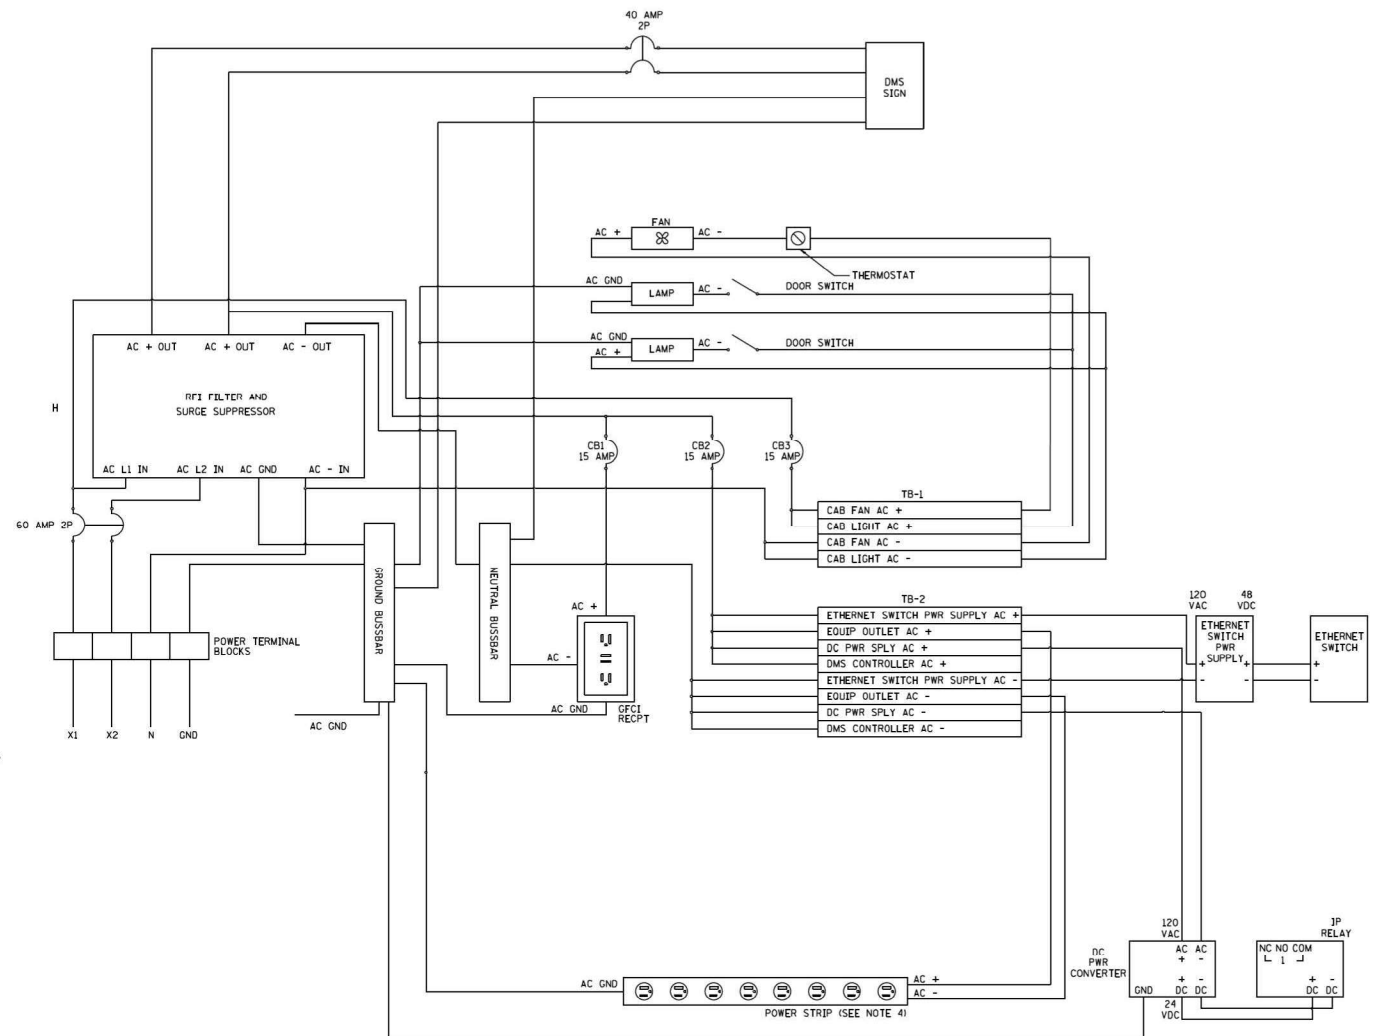 40 AMP
2P
DMS
SIGN
FAN
AC +
AC -
THERMOSTAT
AC GND
LAMP
AC -
DOOR SWITCH
AC GND
AC +
LAMP
AC -
DOOR SWITCH
AC + OUT
AC + OUT
AC - OUT
RFI FILTER AND
SURGE SUPPRESSOR
H
AC L1 IN
AC L2 IN
AC GND
AC - IN
CB1
15 AMP
CB2
15 AMP
CB3
15 AMP
60 AMP 2P
TB-1
CAB FAN AC +
CAB LIGHT AC +
CAB FAN AC -
CAB LIGHT AC -
GROUND BUSSBAR
NEUTRAL BUSSBAR
POWER TERMINAL
BLOCKS
X1
X2
N
GND
AC GND
AC +
AC -
AC GND
GFCI
RECPT
TB-2
ETHERNET SWITCH PWR SUPPLY AC +
EQUIP OUTLET AC +
DC PWR SPLY AC +
DMS CONTROLLER AC +
ETHERNET SWITCH PWR SUPPLY AC -
EQUIP OUTLET AC -
DC PWR SPLY AC -
DMS CONTROLLER AC -
120
VAC
48
VDC
ETHERNET
SWITCH
PWR
SUPPLY
+ +
- -
ETHERNET
SWITCH
+
-
AC GND
AC +
AC -
POWER STRIP (SEE NOTE 4)
120
VAC
DC
PWR
CONVERTER
AC AC
+ -
+ -
GND
DC DC
24
VDC
IP
RELAY
NC NO COM
1
+ -
DC DC